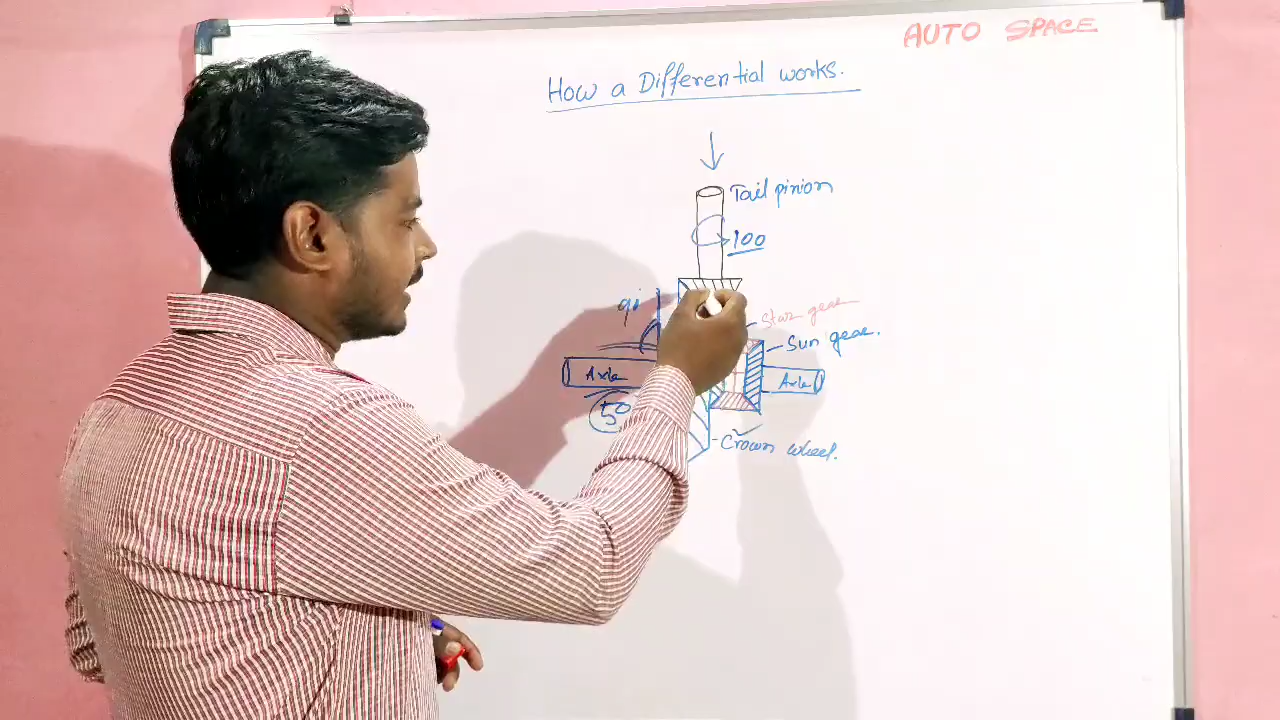 AUTO SPACE
How a Differential works.
Tail pinion
100
Star gear
Sun gear.
Axle
Axle
50
Crown wheel.